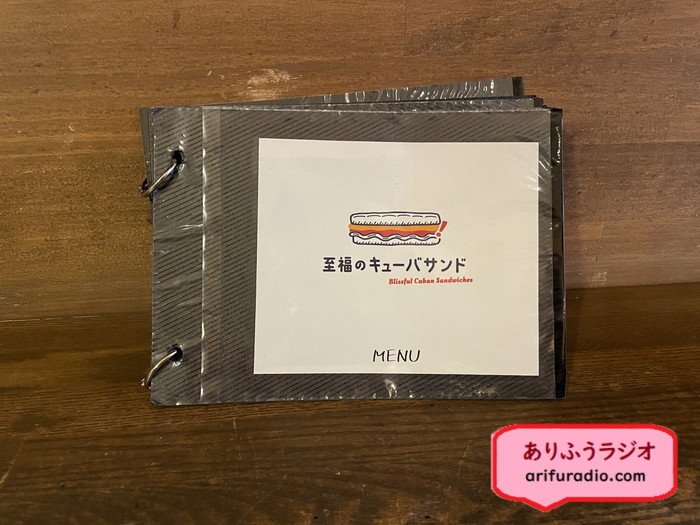 至福のキューバサンド
Blissful Cuban Sandwiches
MENU
ありふうラジオ
arifuradio.com